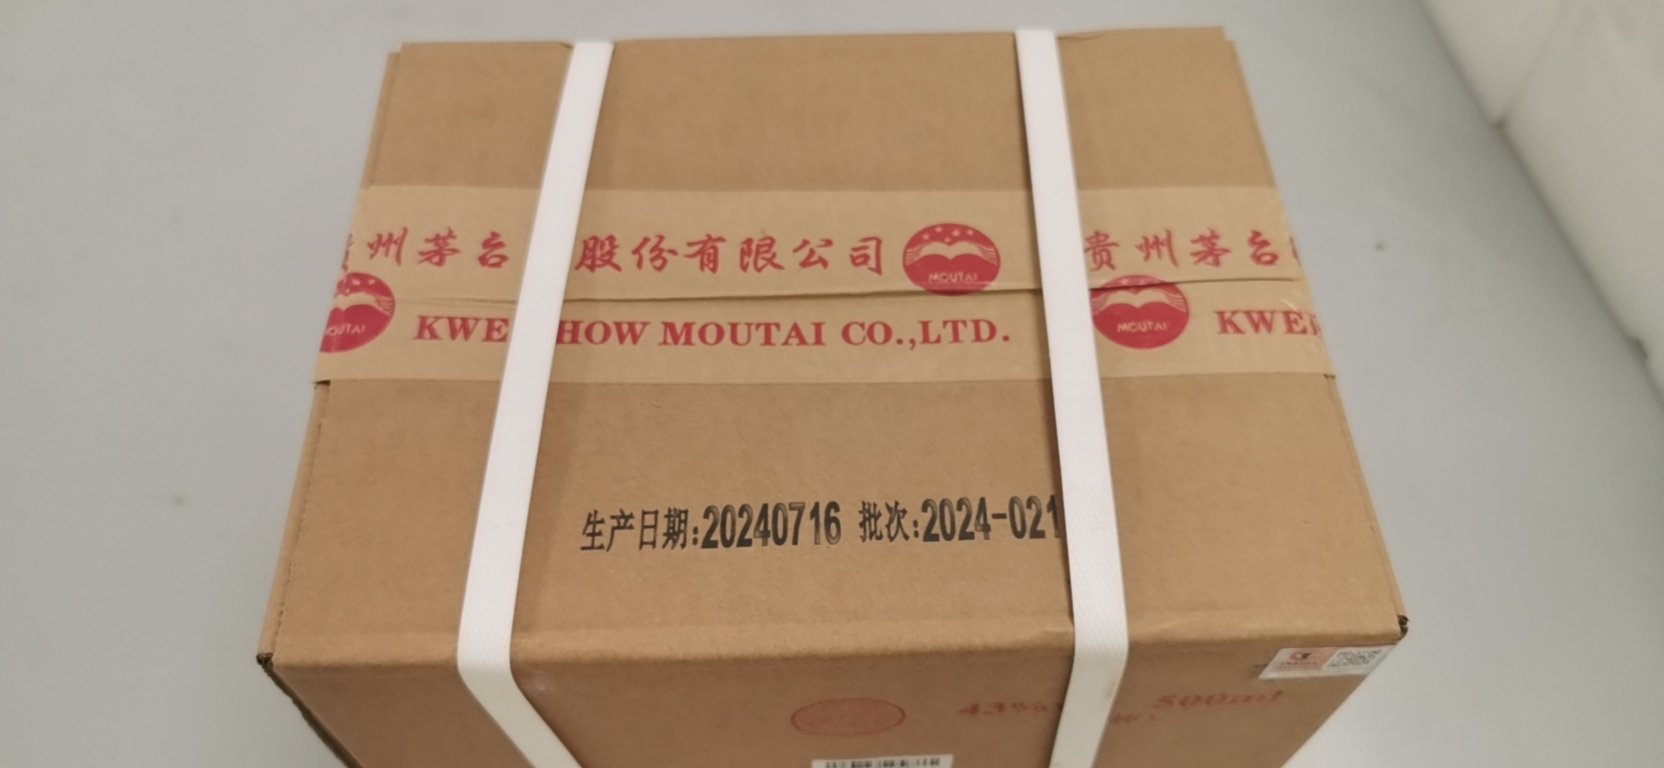 州茅台 股份有限公司 MOUTAI 贵州茅台
MOUTAI KWE HOW MOUTAI CO.,LTD. MOUTAI KWE
生产日期:20240716 批次:2024-021
43% 500ml